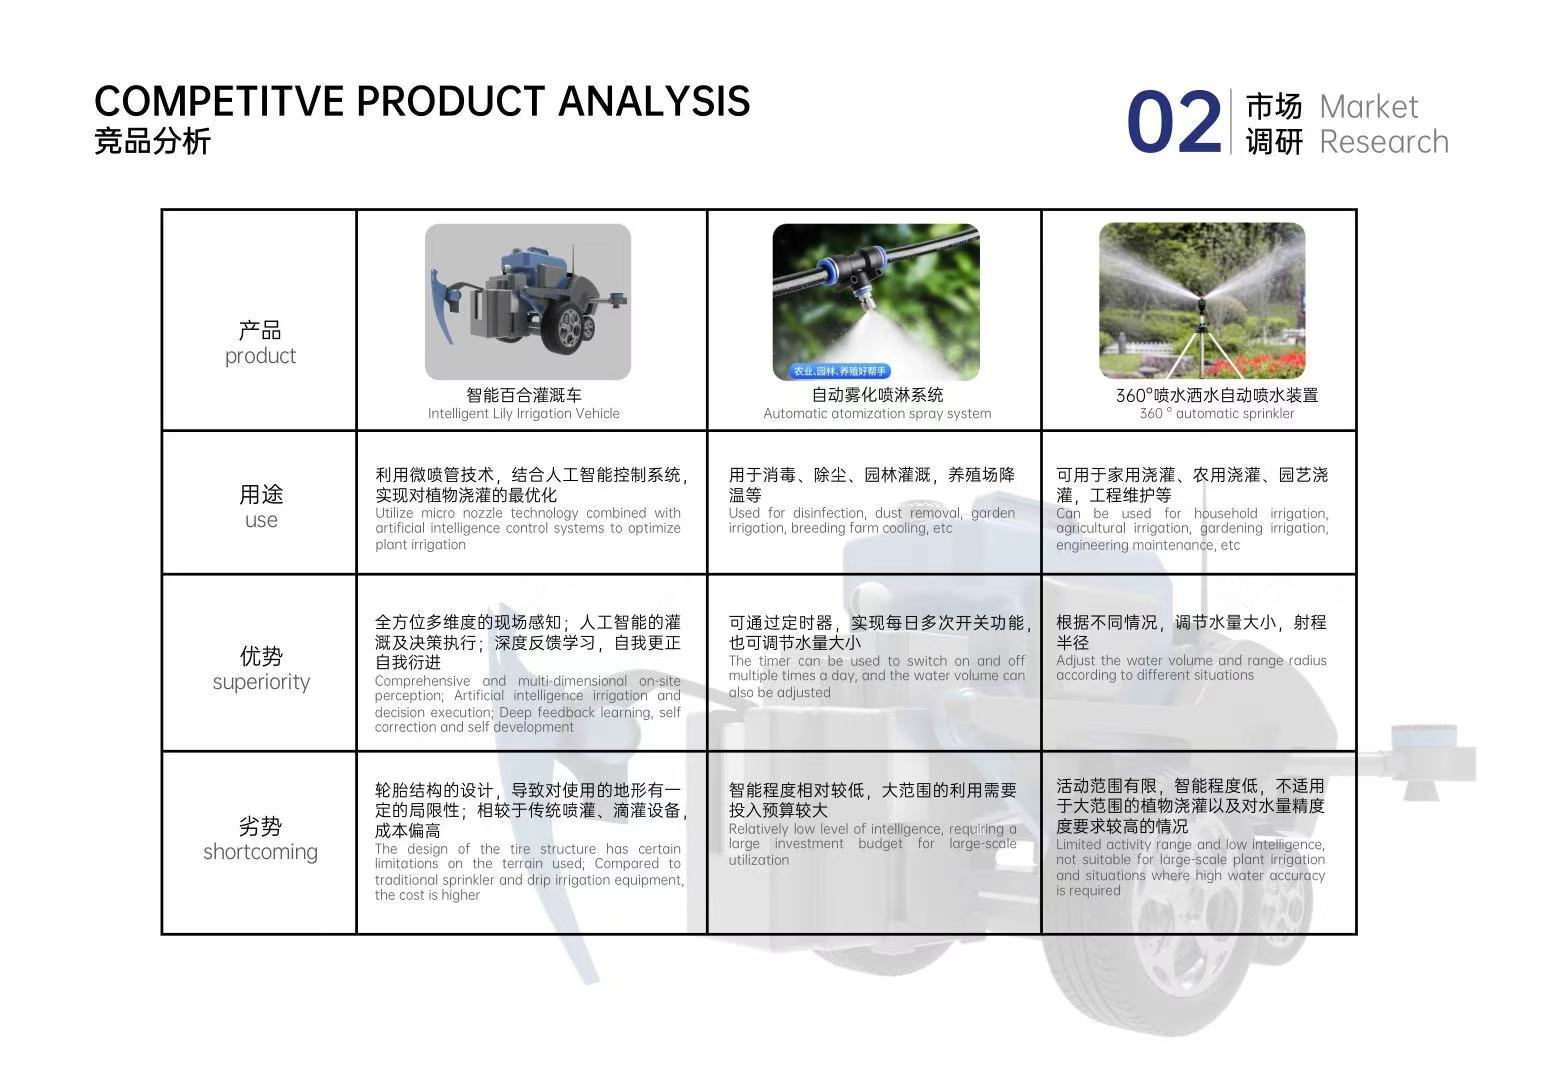 COMPETITVE PRODUCT ANALYSIS
竞品分析
02
市场
调研
Market
Research
产品
product
农业、园林、养殖好帮手
智能百合灌溉车
Intelligent Lily Irrigation Vehicle
自动雾化喷淋系统
Automatic atomization spray system
360°喷水洒水自动喷水装置
360 ° automatic sprinkler
用途
use
利用微喷管技术，结合人工智能控制系统，
实现对植物浇灌的最优化
Utilize micro nozzle technology combined with
artificial intelligence control systems to optimize
plant irrigation
用于消毒、除尘、园林灌溉，养殖场降
温等
Used for disinfection, dust removal, garden
irrigation, breeding farm cooling, etc
可用于家用浇灌、农用浇灌、园艺浇
灌，工程维护等
Can be used for household irrigation,
agricultural irrigation, gardening irrigation,
engineering maintenance, etc
优势
superiority
全方位多维度的现场感知；人工智能的灌
溉及决策执行；深度反馈学习，自我更正
自我衍进
Comprehensive and multi-dimensional on-site
perception; Artificial intelligence irrigation and
decision execution; Deep feedback learning, self
correction and self development
可通过定时器，实现每日多次开关功能，
也可调节水量大小
The timer can be used to switch on and off
multiple times a day, and the water volume can
also be adjusted
根据不同情况，调节水量大小，射程
半径
Adjust the water volume and range radius
according to different situations
劣势
shortcoming
轮胎结构的设计，导致对使用的地形有一
定的局限性；相较于传统喷灌、滴灌设备，
成本偏高
The design of the tire structure has certain
limitations on the terrain used; Compared to
traditional sprinkler and drip irrigation equipment,
the cost is higher
智能程度相对较低，大范围的利用需要
投入预算较大
Relatively low level of intelligence, requiring a
large investment budget for large-scale
utilization
活动范围有限，智能程度低，不适用
于大范围的植物浇灌以及对水量精度
度要求较高的情况
Limited activity range and low intelligence,
not suitable for large-scale plant irrigation
and situations where high water accuracy
is required